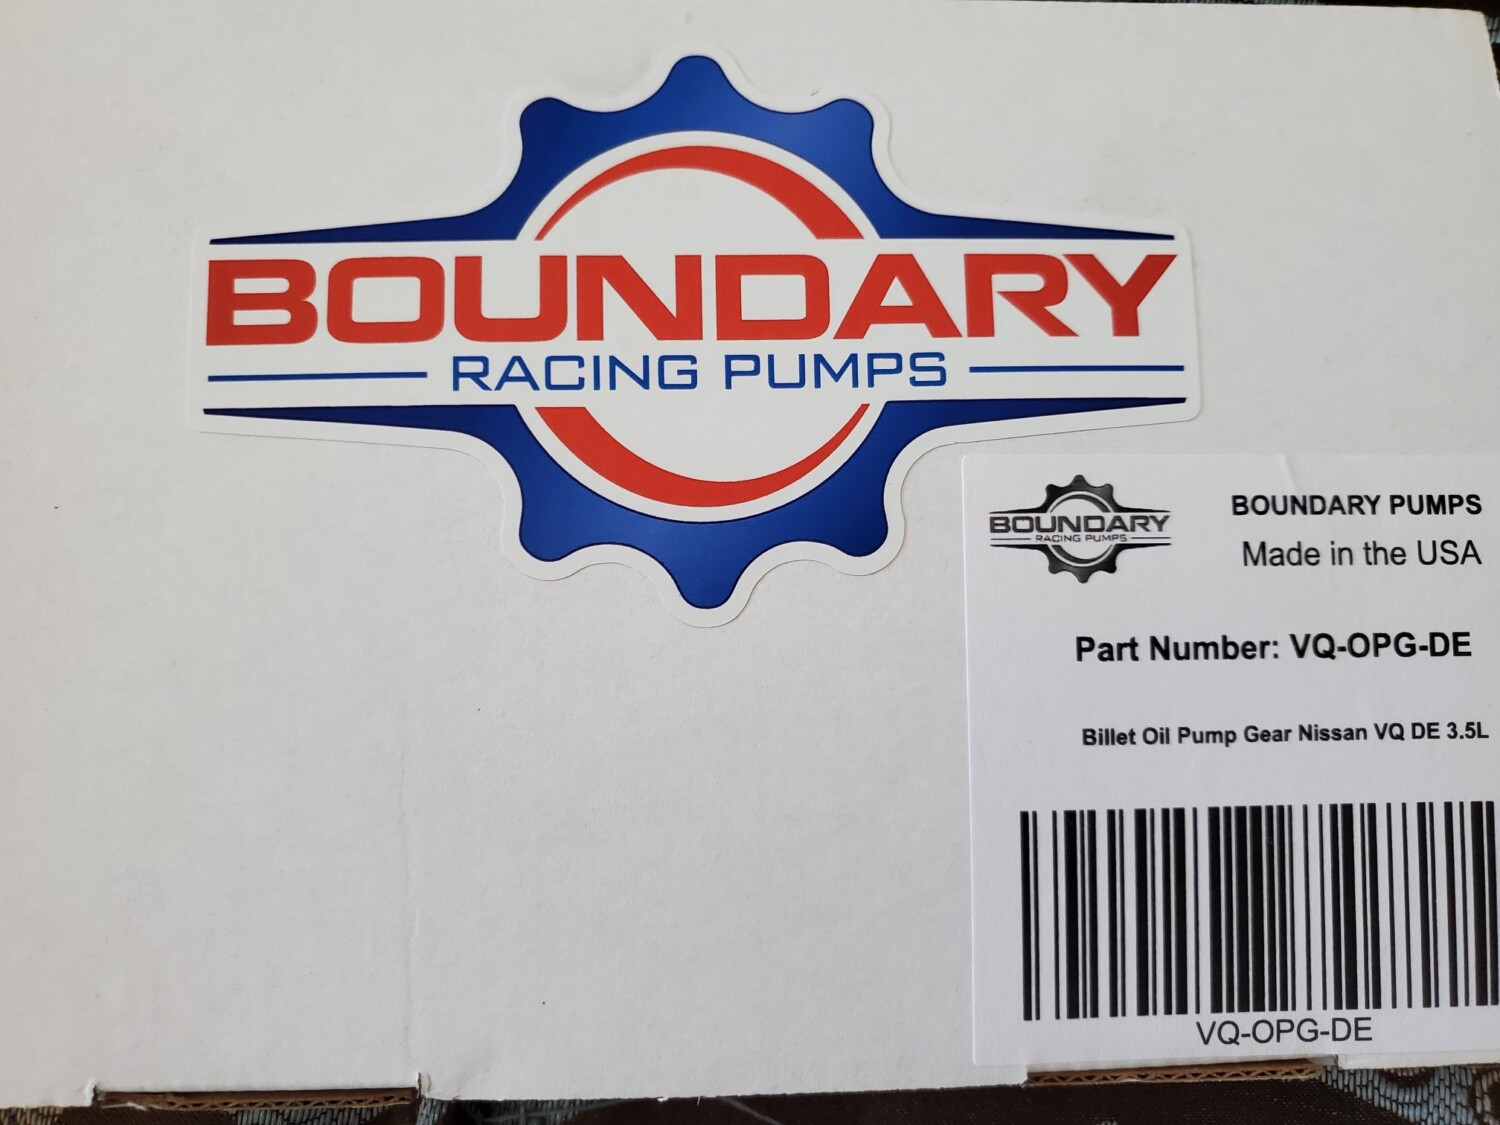 BOUNDARY
RACING PUMPS
BOUNDARY
RACING PUMPS
BOUNDARY PUMPS
Made in the USA
Part Number: VQ-OPG-DE
Billet Oil Pump Gear Nissan VQ DE 3.5L
VQ-OPG-DE